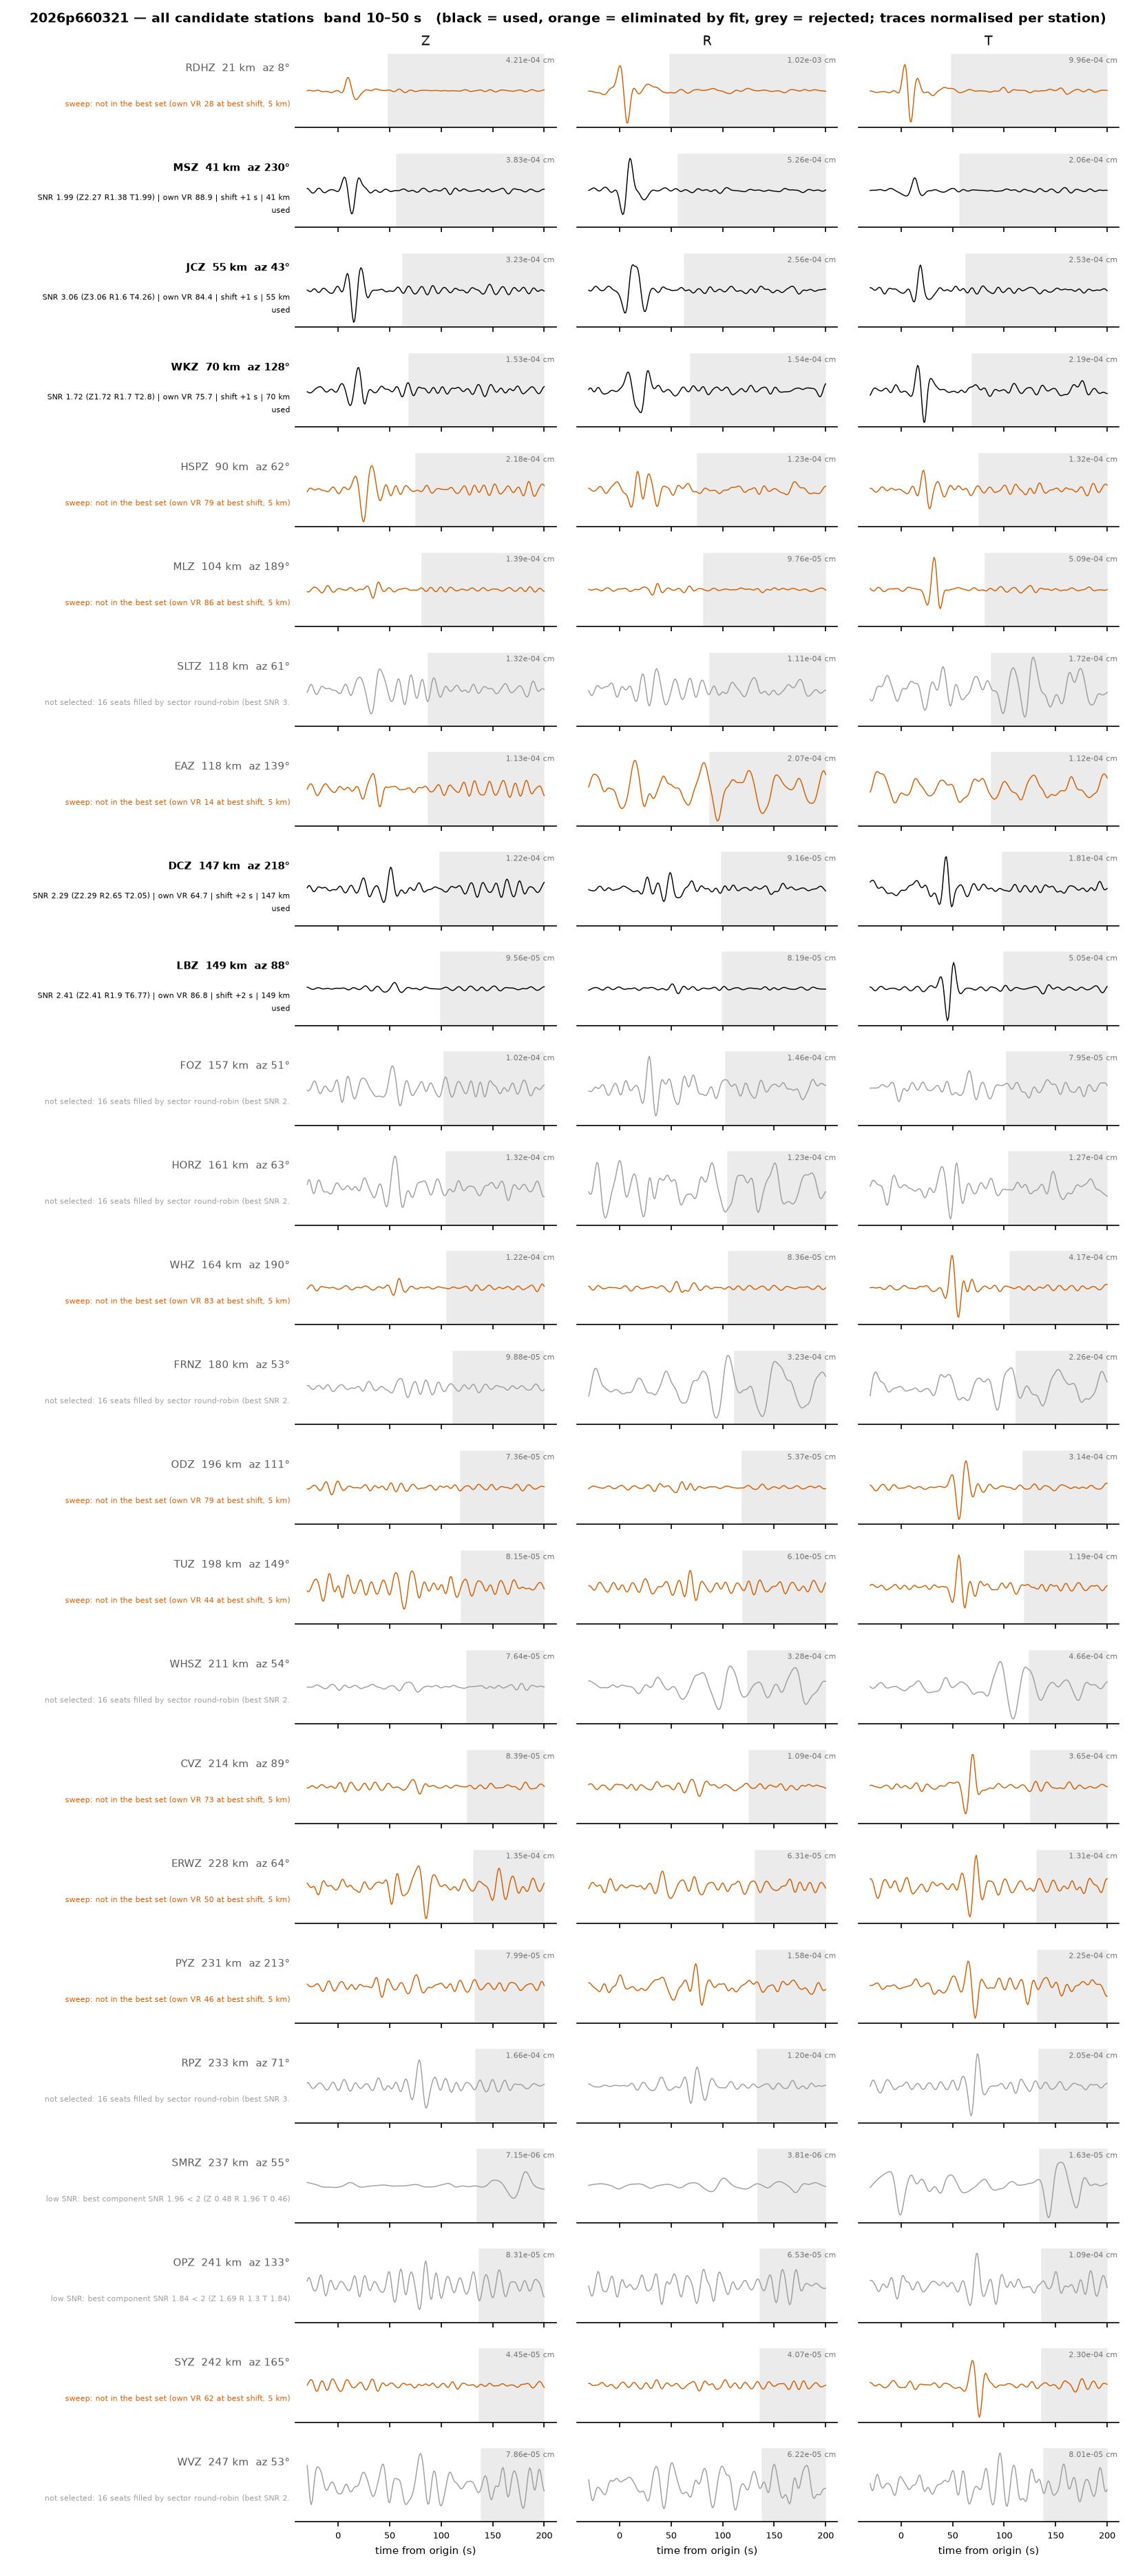 2026p660321 — all candidate stations  band 10–50 s   (black = used, orange = eliminated by fit, grey = rejected; traces normalised per station)
Z R T
RDHZ  21 km  az 8°
sweep: not in the best set (own VR 28 at best shift, 5 km)
4.21e-04 cm 1.02e-03 cm 9.96e-04 cm
MSZ  41 km  az 230°
SNR 1.99 (Z2.27 R1.38 T1.99) | own VR 88.9 | shift +1 s | 41 km
used
3.83e-04 cm 5.26e-04 cm 2.06e-04 cm
JCZ  55 km  az 43°
SNR 3.06 (Z3.06 R1.6 T4.26) | own VR 84.4 | shift +1 s | 55 km
used
3.23e-04 cm 2.56e-04 cm 2.53e-04 cm
WKZ  70 km  az 128°
SNR 1.72 (Z1.72 R1.7 T2.8) | own VR 75.7 | shift +1 s | 70 km
used
1.53e-04 cm 1.54e-04 cm 2.19e-04 cm
HSPZ  90 km  az 62°
sweep: not in the best set (own VR 79 at best shift, 5 km)
2.18e-04 cm 1.23e-04 cm 1.32e-04 cm
MLZ  104 km  az 189°
sweep: not in the best set (own VR 86 at best shift, 5 km)
1.39e-04 cm 9.76e-05 cm 5.09e-04 cm
SLTZ  118 km  az 61°
not selected: 16 seats filled by sector round-robin (best SNR 3.
1.32e-04 cm 1.11e-04 cm 1.72e-04 cm
EAZ  118 km  az 139°
sweep: not in the best set (own VR 14 at best shift, 5 km)
1.13e-04 cm 2.07e-04 cm 1.12e-04 cm
DCZ  147 km  az 218°
SNR 2.29 (Z2.29 R2.65 T2.05) | own VR 64.7 | shift +2 s | 147 km
used
1.22e-04 cm 9.16e-05 cm 1.81e-04 cm
LBZ  149 km  az 88°
SNR 2.41 (Z2.41 R1.9 T6.77) | own VR 86.8 | shift +2 s | 149 km
used
9.56e-05 cm 8.19e-05 cm 5.05e-04 cm
FOZ  157 km  az 51°
not selected: 16 seats filled by sector round-robin (best SNR 2.
1.02e-04 cm 1.46e-04 cm 7.95e-05 cm
HORZ  161 km  az 63°
not selected: 16 seats filled by sector round-robin (best SNR 2.
1.32e-04 cm 1.23e-04 cm 1.27e-04 cm
WHZ  164 km  az 190°
sweep: not in the best set (own VR 83 at best shift, 5 km)
1.22e-04 cm 8.36e-05 cm 4.17e-04 cm
FRNZ  180 km  az 53°
not selected: 16 seats filled by sector round-robin (best SNR 2.
9.88e-05 cm 3.23e-04 cm 2.26e-04 cm
ODZ  196 km  az 111°
sweep: not in the best set (own VR 79 at best shift, 5 km)
7.36e-05 cm 5.37e-05 cm 3.14e-04 cm
TUZ  198 km  az 149°
sweep: not in the best set (own VR 44 at best shift, 5 km)
8.15e-05 cm 6.10e-05 cm 1.19e-04 cm
WHSZ  211 km  az 54°
not selected: 16 seats filled by sector round-robin (best SNR 2.
7.64e-05 cm 3.28e-04 cm 4.66e-04 cm
CVZ  214 km  az 89°
sweep: not in the best set (own VR 73 at best shift, 5 km)
8.39e-05 cm 1.09e-04 cm 3.65e-04 cm
ERWZ  228 km  az 64°
sweep: not in the best set (own VR 50 at best shift, 5 km)
1.35e-04 cm 6.31e-05 cm 1.31e-04 cm
PYZ  231 km  az 213°
sweep: not in the best set (own VR 46 at best shift, 5 km)
7.99e-05 cm 1.58e-04 cm 2.25e-04 cm
RPZ  233 km  az 71°
not selected: 16 seats filled by sector round-robin (best SNR 3.
1.66e-04 cm 1.20e-04 cm 2.05e-04 cm
SMRZ  237 km  az 55°
low SNR: best component SNR 1.96 < 2 (Z 0.48 R 1.96 T 0.46)
7.15e-06 cm 3.81e-06 cm 1.63e-05 cm
OPZ  241 km  az 133°
low SNR: best component SNR 1.84 < 2 (Z 1.69 R 1.3 T 1.84)
8.31e-05 cm 6.53e-05 cm 1.09e-04 cm
SYZ  242 km  az 165°
sweep: not in the best set (own VR 62 at best shift, 5 km)
4.45e-05 cm 4.07e-05 cm 2.30e-04 cm
WVZ  247 km  az 53°
not selected: 16 seats filled by sector round-robin (best SNR 2.
7.86e-05 cm 6.22e-05 cm 8.01e-05 cm
0 50 100 150 200 0 50 100 150 200 0 50 100 150 200
time from origin (s) time from origin (s) time from origin (s)